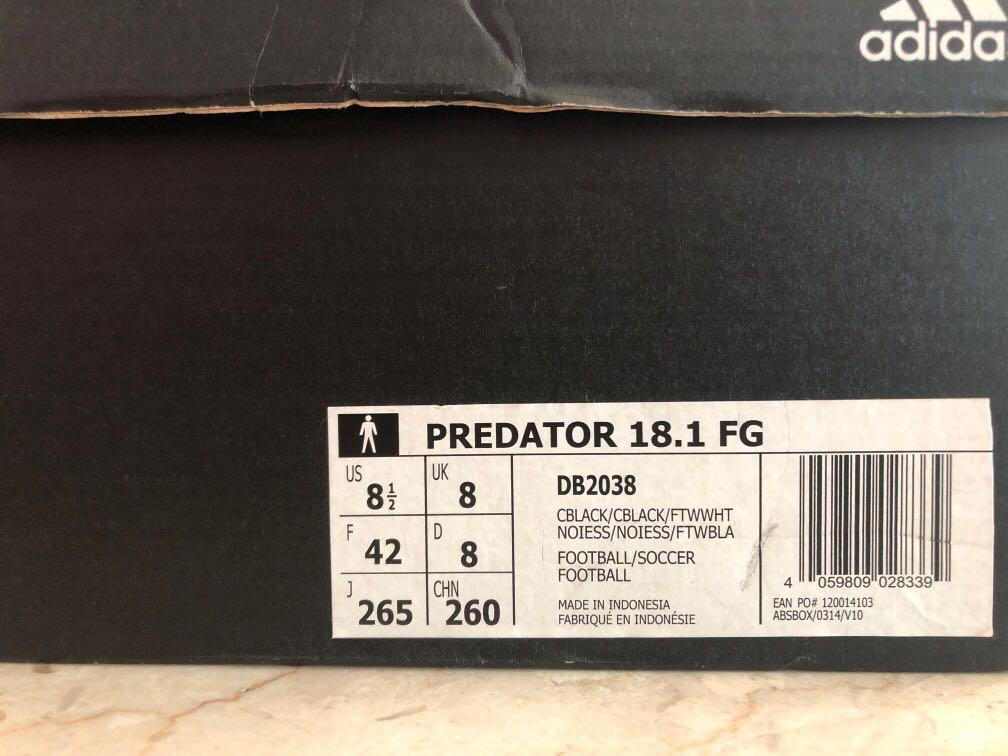 adida
PREDATOR 18.1 FG
US 8 1/2
UK 8
F 42
D 8
J 265
CHN 260
DB2038
CBLACK/CBLACK/FTWWHT
NOIESS/NOIESS/FTWBLA
FOOTBALL/SOCCER
FOOTBALL
MADE IN INDONESIA
FABRIQUÉ EN INDONÉSIE
4 059809 028339
EAN PO# 120014103
ABSBOX/0314/V10